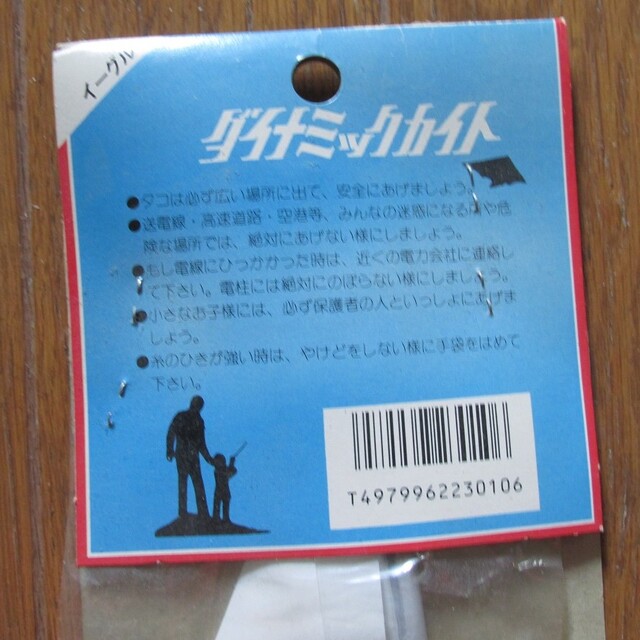 イーグル
ダイナミックカイト
●タコは必ず広い場所に出て、安全にあげましょう。
●送電線・高速道路・空港等、みんなの迷惑になる や危
険な場所では、絶対にあげない様にしましょう。
●もし電線にひっかかった時は、近くの電力会社に連絡し
て下さい。電柱には絶対にのぼらない様にしましょう。
●小さなお子様には、必ず保護者の人といっしょにあげま
しょう。
●糸のひきが強い時は、やけどをしない様に手袋をはめて
下さい。
T4979962230106